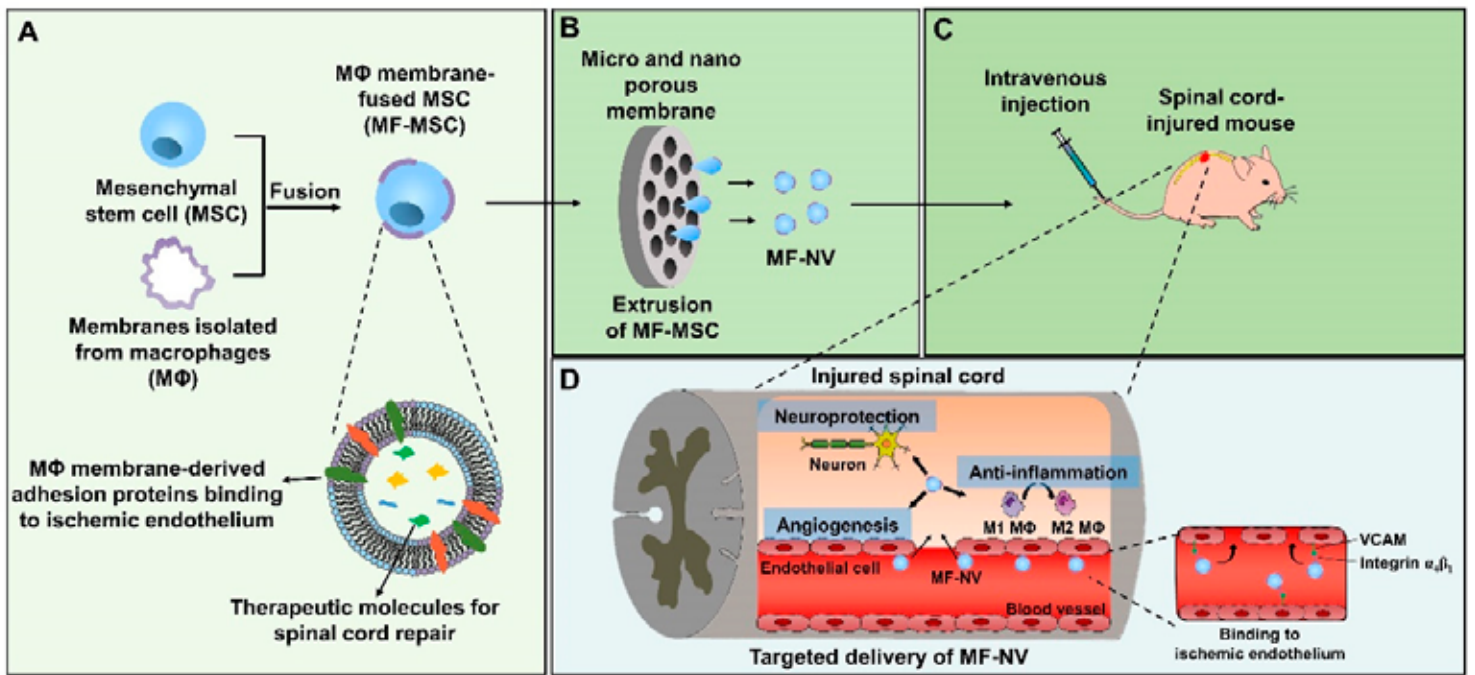 A
Mesenchymal
stem cell (MSC)
Fusion
Membranes isolated
from macrophages
(MΦ)
MΦ membrane-
fused MSC
(MF-MSC)
MΦ membrane-derived
adhesion proteins binding
to ischemic endothelium
Therapeutic molecules for
spinal cord repair
B
Micro and nano
porous
membrane
MF-NV
Extrusion
of MF-MSC
C
Intravenous
injection
Spinal cord-
injured mouse
D
Injured spinal cord
Neuroprotection
Neuron
Anti-inflammation
M1 MΦ
M2 MΦ
Angiogenesis
Endothelial cell
MF-NV
Blood vessel
Targeted delivery of MF-NV
VCAM
Integrin α₄β₁
Binding to
ischemic endothelium